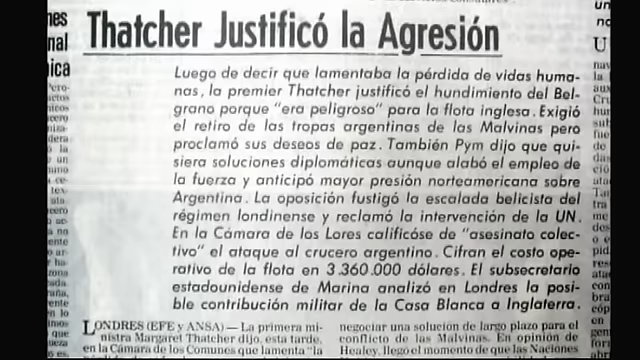 Thatcher Justificó la Agresión
Luego de decir que lamentaba la pérdida de vidas huma-
nas, la premier Thatcher justificó el hundimiento del Bel-
grano porque "era peligroso" para la flota inglesa. Exigió
el retiro de las tropas argentinas de las Malvinas pero
proclamó sus deseos de paz. También Pym dijo que qui-
siera soluciones diplomáticas aunque alabó el empleo de
la fuerza y anticipó mayor presión norteamericana sobre
Argentina. La oposición fustigó la escalada belicista del
régimen londinense y reclamó la intervención de la UN.
En la Cámara de los Lores calificóse de "asesinato colec-
tivo" el ataque al crucero argentino. Cifran el costo ope-
rativo de la flota en 3.360.000 dólares. El subsecretario
estadounidense de Marina analizó en Londres la posi-
ble contribución militar de la Casa Blanca a Inglaterra.
LONDRES (EFE y ANSA) — La primera mi-
nistra Margaret Thatcher dijo, esta tarde,
en la Cámara de los Comunes que lamenta "la
negociar una solución de largo plazo para el
conflicto de las Malvinas. En opinión de
Healey, llegó el momento de que las Naciones